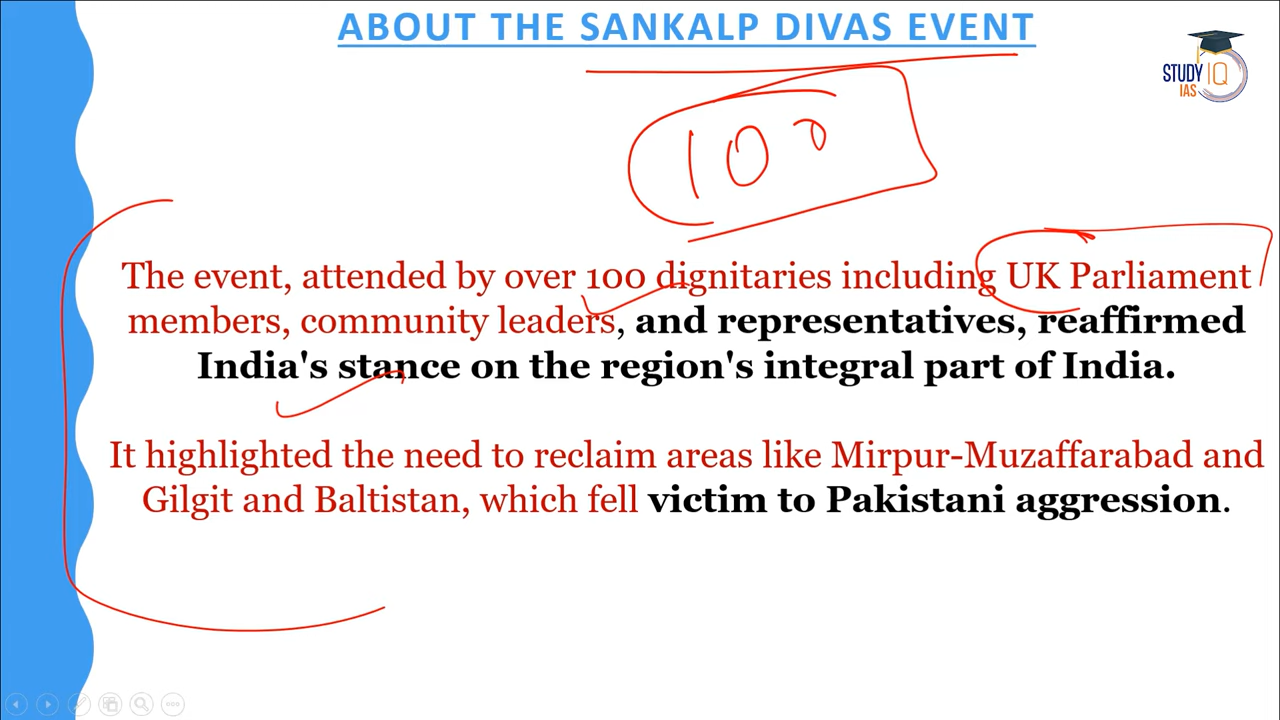 ABOUT THE SANKALP DIVAS EVENT
STUDY IQ
IAS
100
The event, attended by over 100 dignitaries including UK Parliament
members, community leaders, and representatives, reaffirmed
India's stance on the region's integral part of India.
It highlighted the need to reclaim areas like Mirpur-Muzaffarabad and
Gilgit and Baltistan, which fell victim to Pakistani aggression.